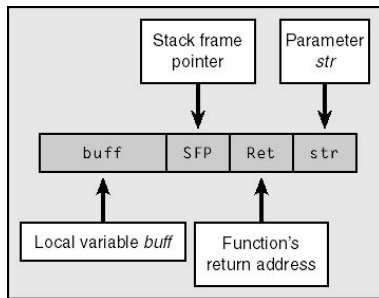 Stack frame
pointer
Parameter
str
buff SFP Ret str
Local variable buff
Function's
return address